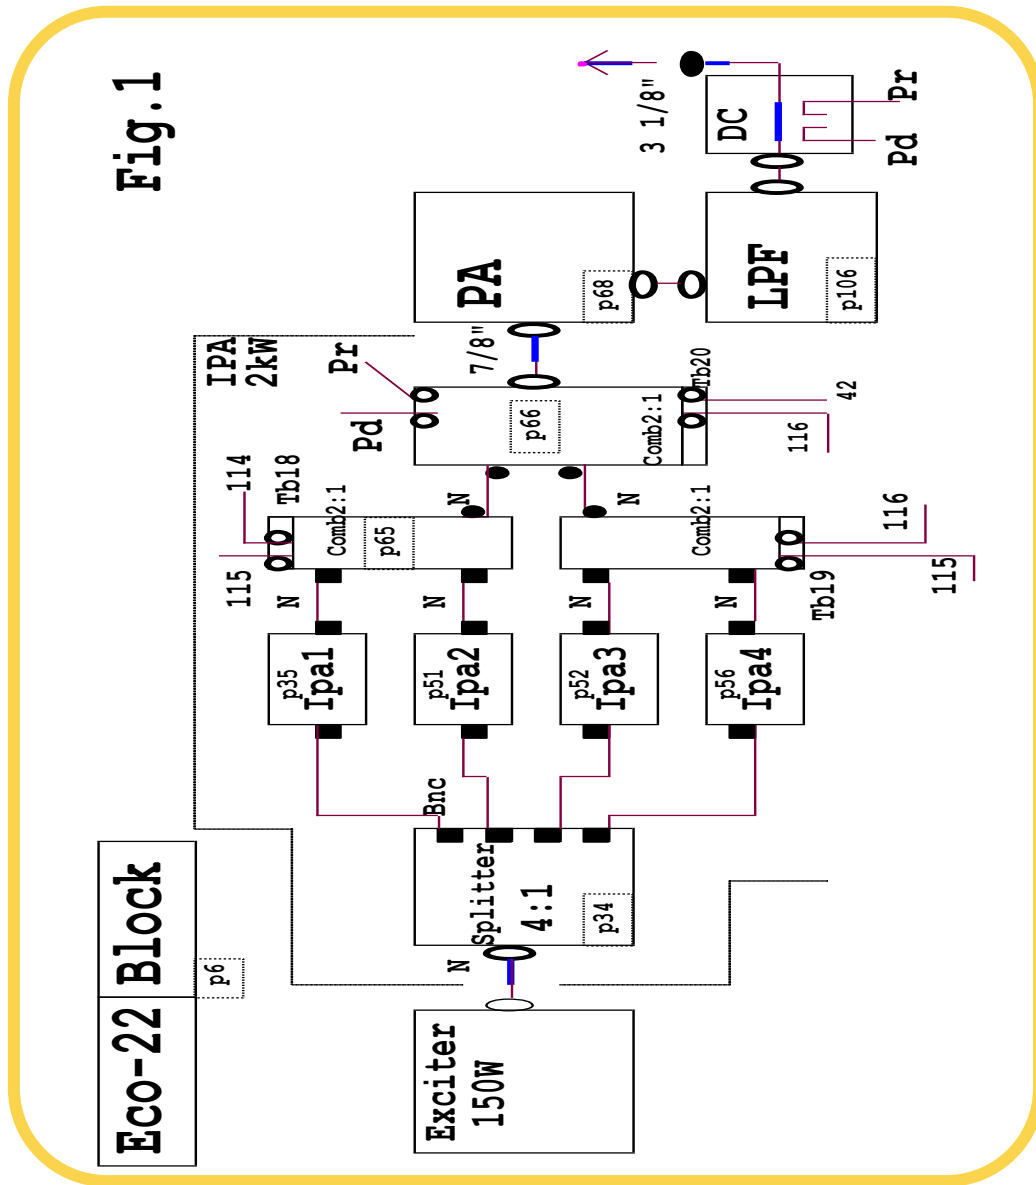 Eco-22
Block
p6
Fig.1
Exciter
150W
N
Splitter
4:1
p34
Bnc
p35
Ipa1
p51
Ipa2
p52
Ipa3
p56
Ipa4
N
N
N
N
115
114
Tb18
Comb2:1
p65
Comb2:1
Tb19
115
116
N
N
IPA
2kW
Pd
Pr
p66
Comb2:1
Tb20
116
42
7/8"
PA
p68
LPF
p106
DC
3 1/8"
Pd
Pr